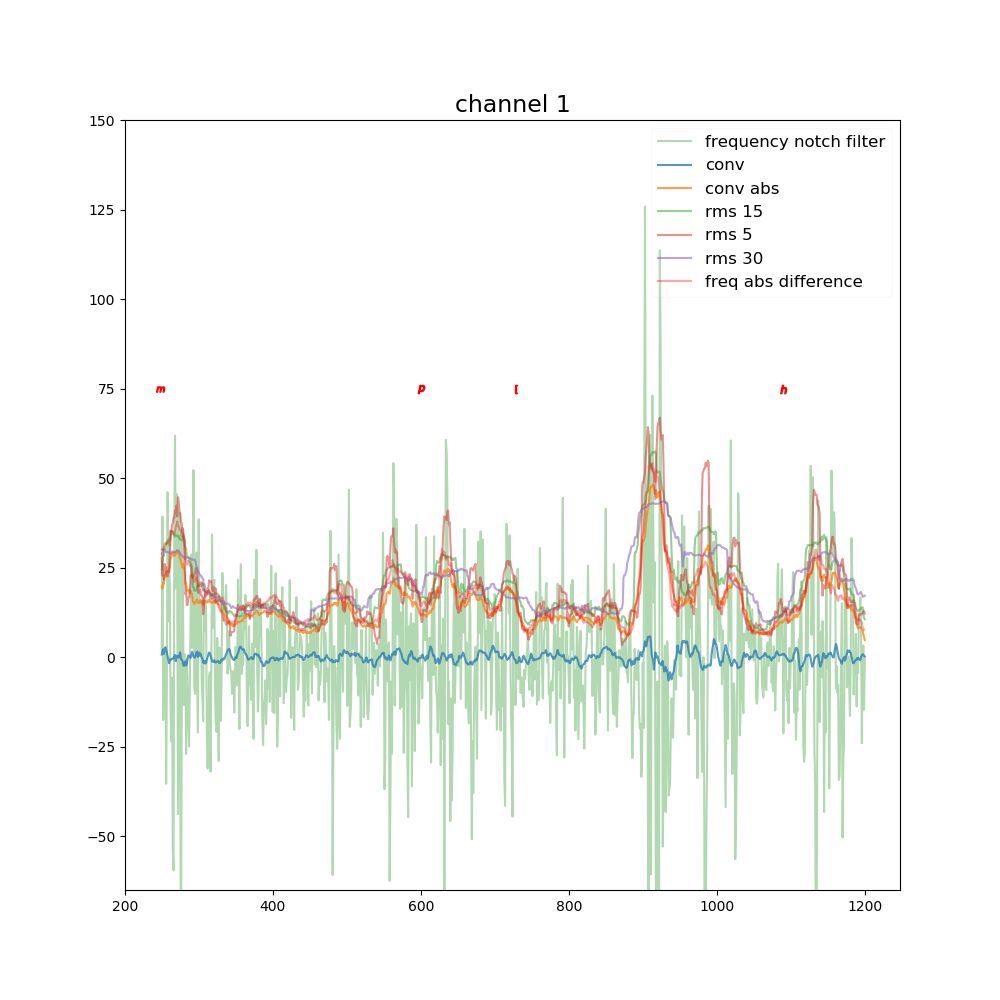 channel 1
150
125
100
75
50
25
0
−25
−50
frequency notch filter
conv
conv abs
rms 15
rms 5
rms 30
freq abs difference
m p h
200 400 600 800 1000 1200